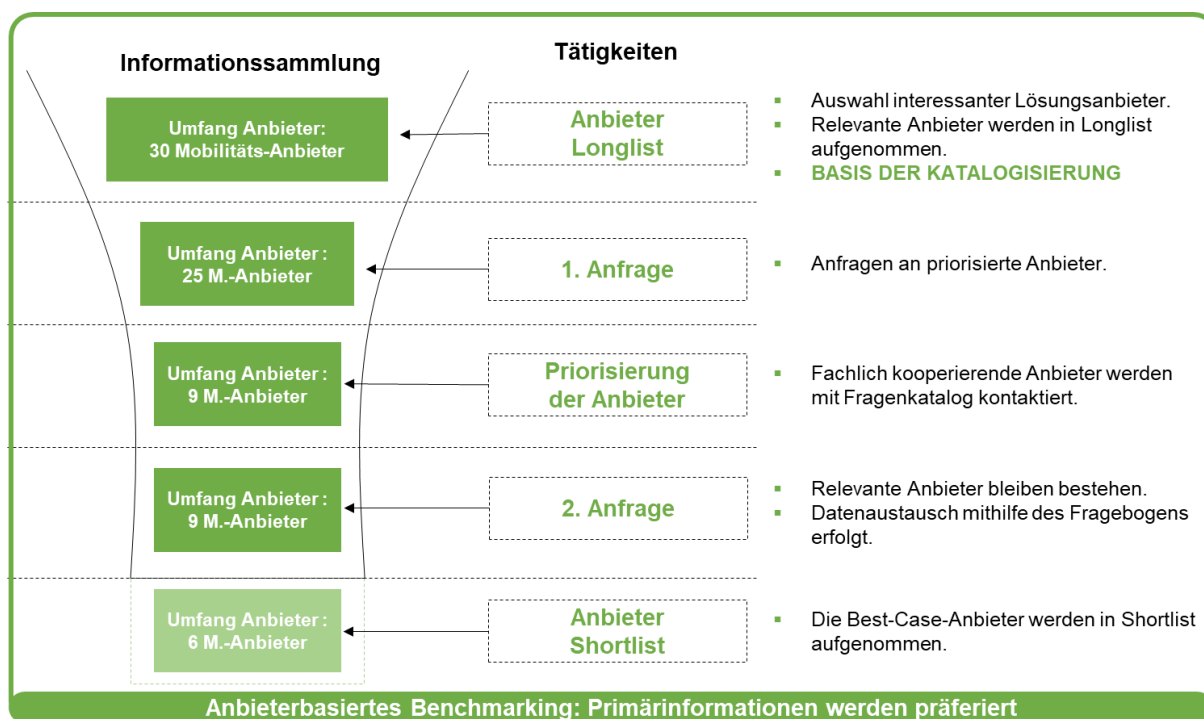 Informationssammlung
Tätigkeiten
Umfang Anbieter:
30 Mobilitäts-Anbieter
Anbieter
Longlist
▪ Auswahl interessanter Lösungsanbieter.
▪ Relevante Anbieter werden in Longlist
aufgenommen.
▪ BASIS DER KATALOGISIERUNG
Umfang Anbieter :
25 M.-Anbieter
1. Anfrage
▪ Anfragen an priorisierte Anbieter.
Umfang Anbieter :
9 M.-Anbieter
Priorisierung
der Anbieter
▪ Fachlich kooperierende Anbieter werden
mit Fragenkatalog kontaktiert.
Umfang Anbieter :
9 M.-Anbieter
2. Anfrage
▪ Relevante Anbieter bleiben bestehen.
▪ Datenaustausch mithilfe des Fragebogens
erfolgt.
Umfang Anbieter :
6 M.-Anbieter
Anbieter
Shortlist
▪ Die Best-Case-Anbieter werden in Shortlist
aufgenommen.
Anbieterbasiertes Benchmarking: Primärinformationen werden präferiert